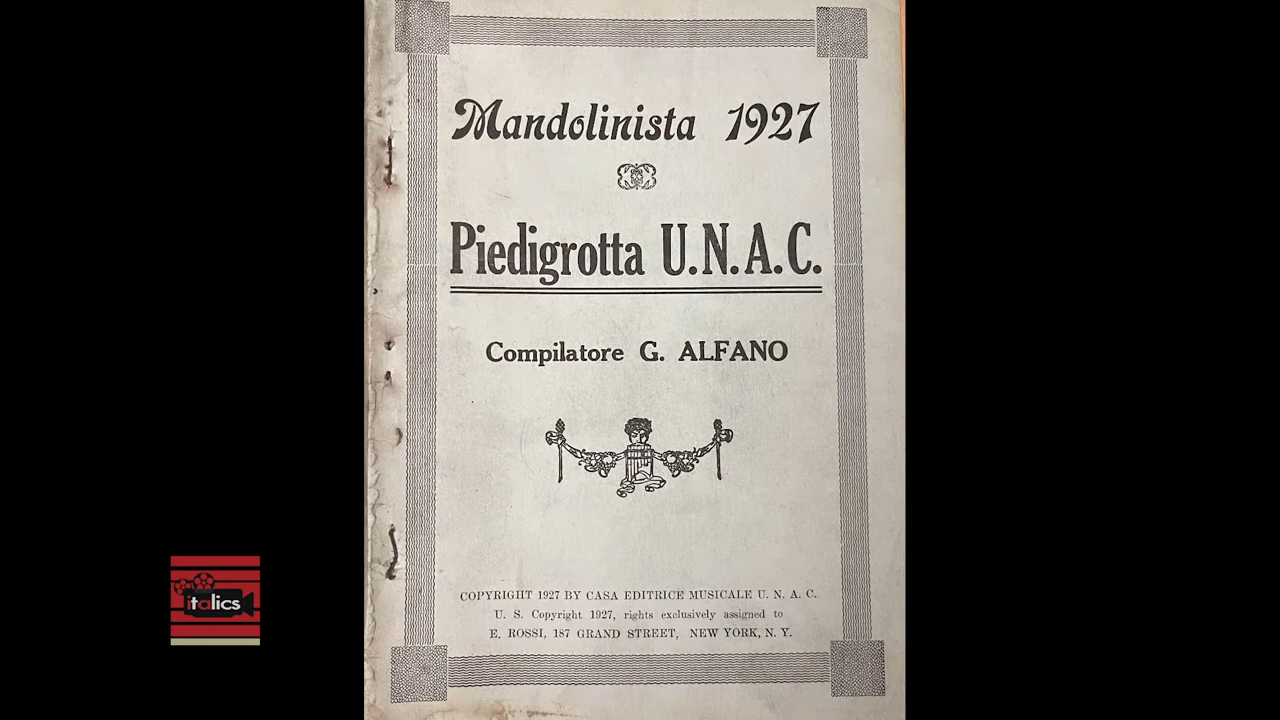 Mandolinista 1927
Piedigrotta U.N.A.C.
Compilatore G. ALFANO
COPYRIGHT 1927 BY CASA EDITRICE MUSICALE U. N. A. C.
U. S. Copyright 1927, rights exclusively assigned to
E. ROSSI, 187 GRAND STREET, NEW YORK, N. Y.
italics